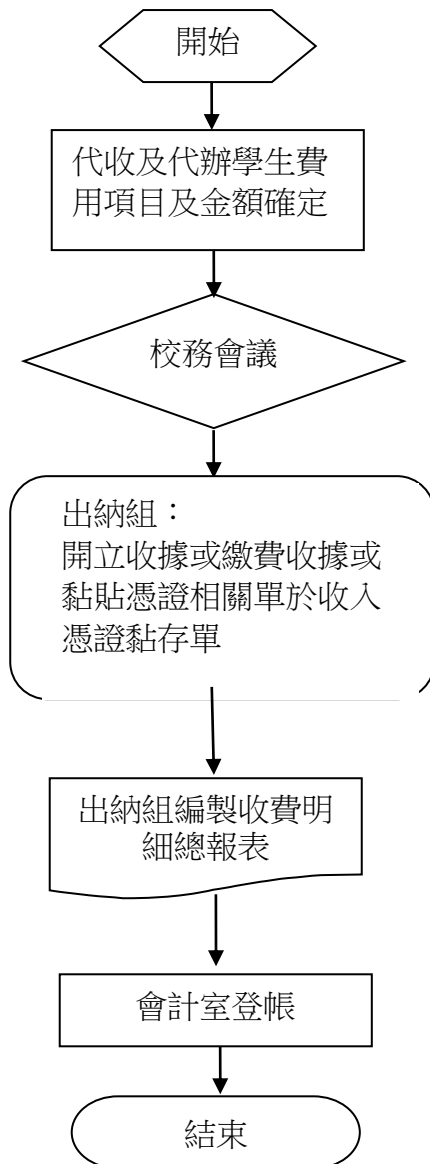 開始
代收及代辦學生費
用項目及金額確定
校務會議
出納組：
開立收據或繳費收據或
黏貼憑證相關單於收入
憑證黏存單
出納組編製收費明
細總報表
會計室登帳
結束